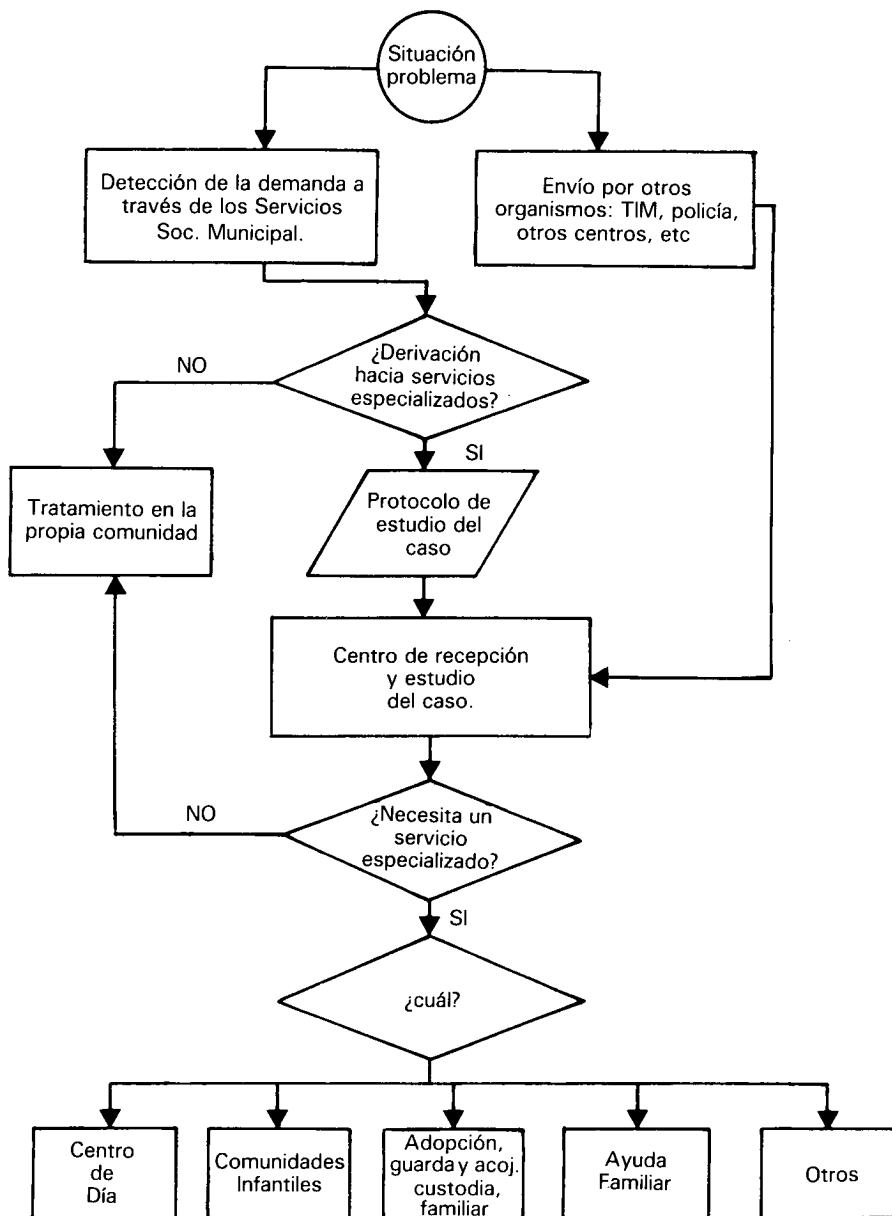 Situación
problema
Detección de la demanda a
través de los Servicios
Soc. Municipal.
Envío por otros
organismos: TIM, policía,
otros centros, etc
¿Derivación
hacia servicios
especializados?
NO
SI
Tratamiento en la
propia comunidad
Protocolo de
estudio del
caso
Centro de recepción
y estudio
del caso.
¿Necesita un
servicio
especializado?
NO
SI
¿cuál?
Centro
de
Día
Comunidades
Infantiles
Adopción,
guarda y acoj.
custodia,
familiar
Ayuda
Familiar
Otros